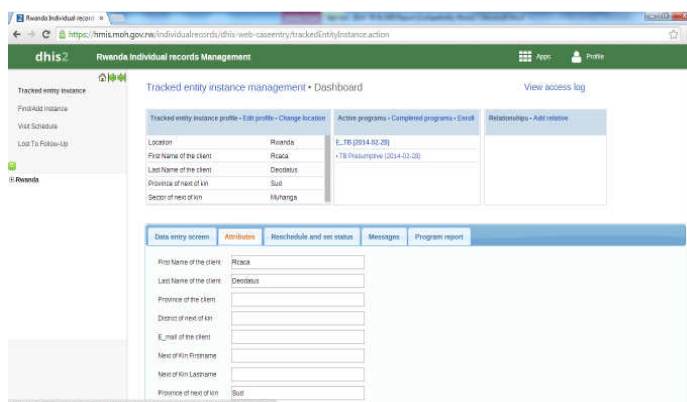 Rwanda Individual record
https://hmis.moh.gov.rw/individualrecords/dhis-web-caseentry/trackedEntityInstance.action
dhis2 Rwanda Individual records Management Apps Profile
Tracked entity instance
Find/Add Instance
Visit Schedule
Lost To Follow-Up
Rwanda
Tracked entity instance management • Dashboard View access log
Tracked entity instance profile • Edit profile • Change location
Location Rwanda
First Name of the client Rcaca
Last Name of the client Deodatus
Province of next of kin Sud
Sector of next of kin Muhanga
Active programs • Completed programs • Enroll
E_TB (2014-02-28)
• TB Presumptive (2014-02-28)
Relationships • Add relative
Data entry screen Attributes Reschedule and set status Messages Program report
First Name of the client Rcaca
Last Name of the client Deodatus
Province of the client
District of next of kin
E_mail of the client
Next of Kin Firstname
Next of Kin Lastname
Province of next of kin Sud